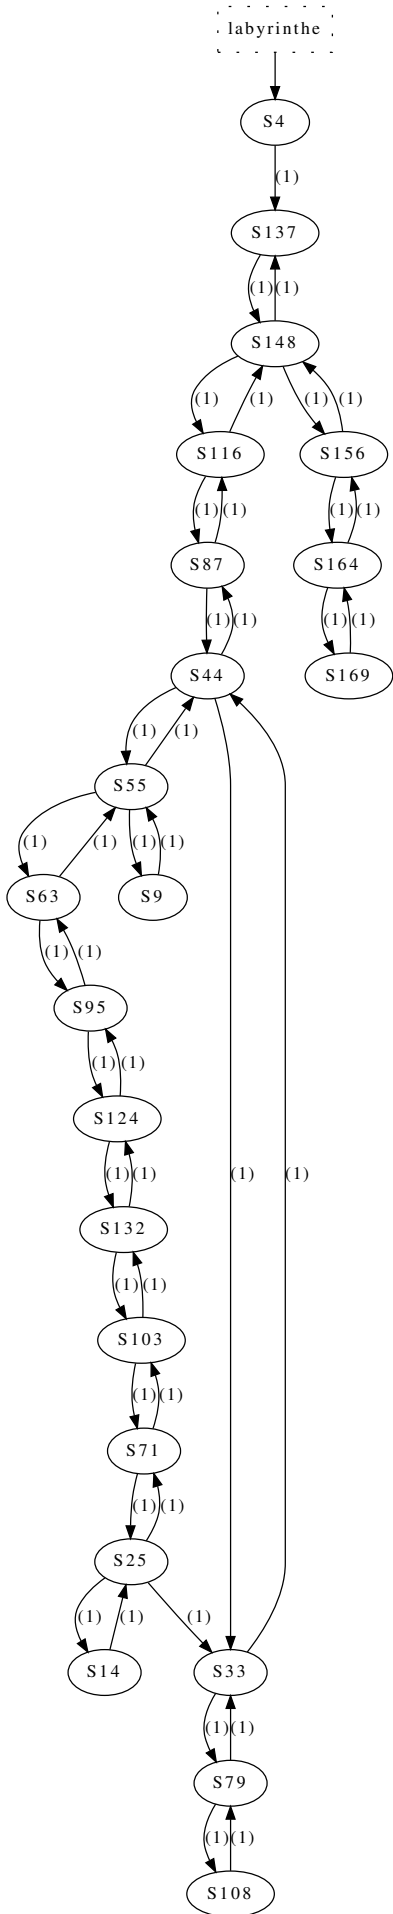 labyrinthe
S4
(1)
S137
(1)(1)
S148
(1) (1) (1) (1)
S116 S156
(1)(1) (1)(1)
S87 S164
(1)(1) (1)(1)
S44 S169
(1) (1)
S55
(1) (1) (1)(1)
S63 S9
(1) (1)
S95
(1)(1)
S124
(1)(1) (1) (1)
S132
(1)(1)
S103
(1)(1)
S71
(1)(1)
S25
(1) (1) (1)
S14 S33
(1)(1)
S79
(1)(1)
S108